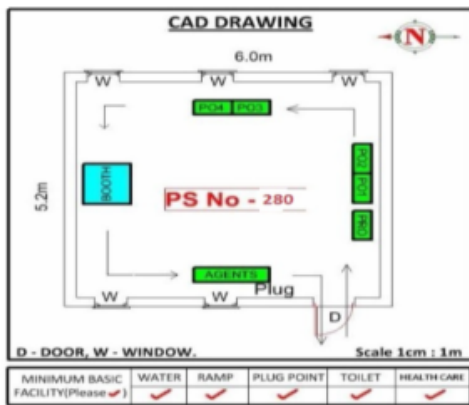 CAD DRAWING
N
6.0m
W W W
PO4 PO3
5.2m
BOOTH
PO2
PO1
PS No - 280
PRO
AGENTS
Plug
W W
D
D - DOOR, W - WINDOW. Scale 1cm : 1m
MINIMUM BASIC FACILITY(Please ✓) WATER RAMP PLUG POINT TOILET HEALTH CARE
✓ ✓ ✓ ✓ ✓